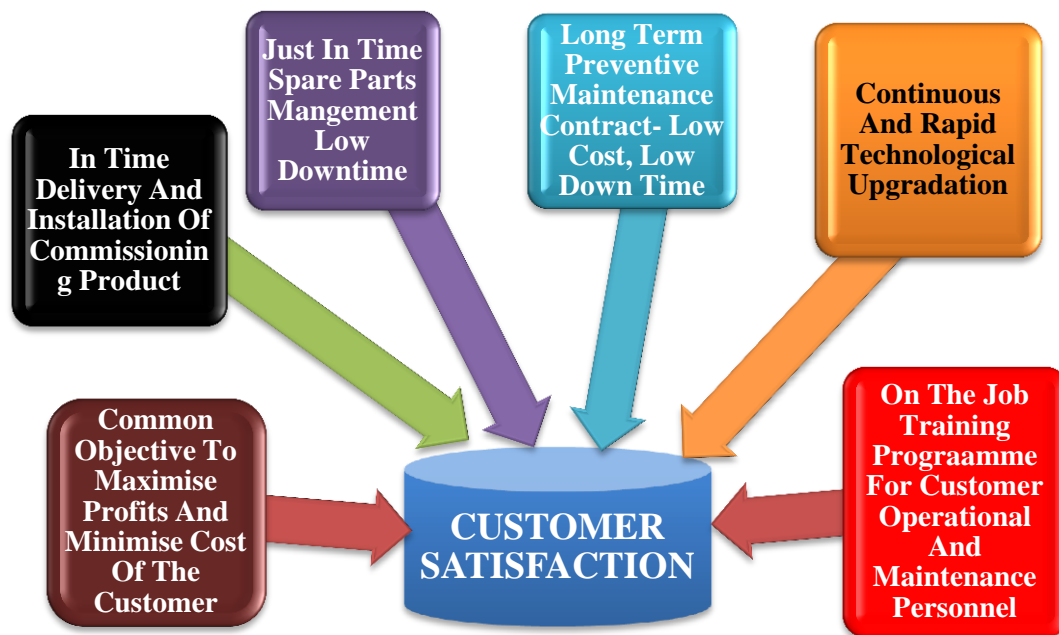 In Time
Delivery And
Installation Of
Commissionin
g Product
Just In Time
Spare Parts
Mangement
Low
Downtime
Long Term
Preventive
Maintenance
Contract- Low
Cost, Low
Down Time
Continuous
And Rapid
Technological
Upgradation
Common
Objective To
Maximise
Profits And
Minimise Cost
Of The
Customer
CUSTOMER
SATISFACTION
On The Job
Training
Prograamme
For Customer
Operational
And
Maintenance
Personnel